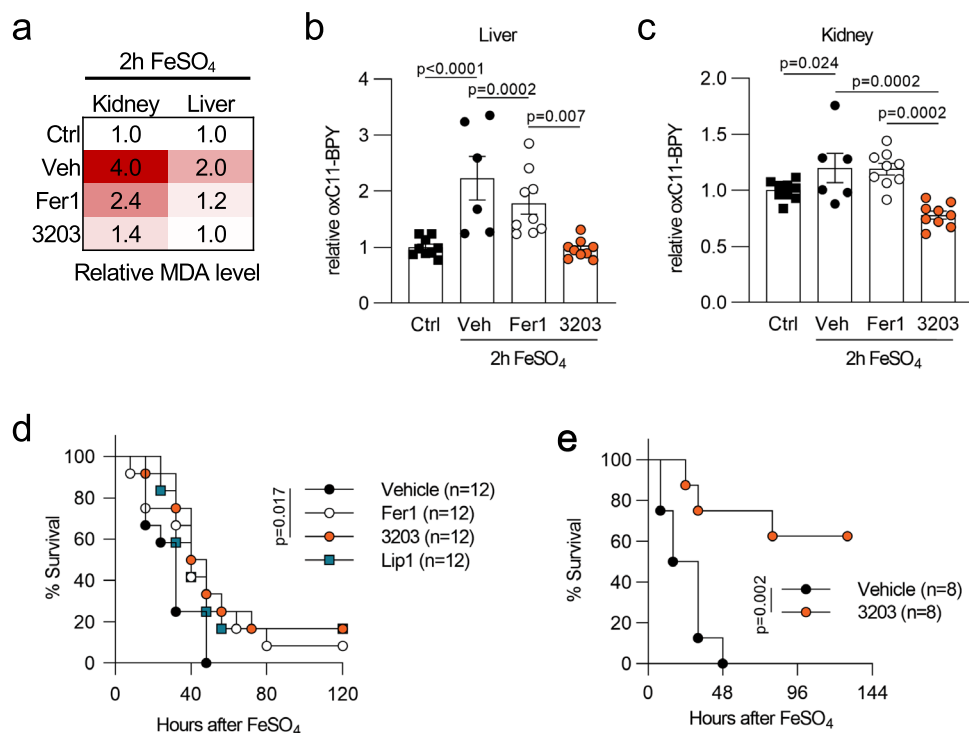 a
2h FeSO4
Kidney Liver
Ctrl 1.0 1.0
Veh 4.0 2.0
Fer1 2.4 1.2
3203 1.4 1.0
Relative MDA level
b
Liver
p<0.0001
p=0.0002
p=0.007
relative oxC11-BPY
4
3
2
1
0
Ctrl Veh Fer1 3203
2h FeSO4
c
Kidney
p=0.024
p=0.0002
p=0.0002
relative oxC11-BPY
2.0
1.5
1.0
0.5
0.0
Ctrl Veh Fer1 3203
2h FeSO4
d
% Survival
100
80
60
40
20
0
0 40 80 120
Hours after FeSO4
p=0.017
Vehicle (n=12)
Fer1 (n=12)
3203 (n=12)
Lip1 (n=12)
e
% Survival
100
80
60
40
20
0
0 48 96 144
Hours after FeSO4
p=0.002
Vehicle (n=8)
3203 (n=8)